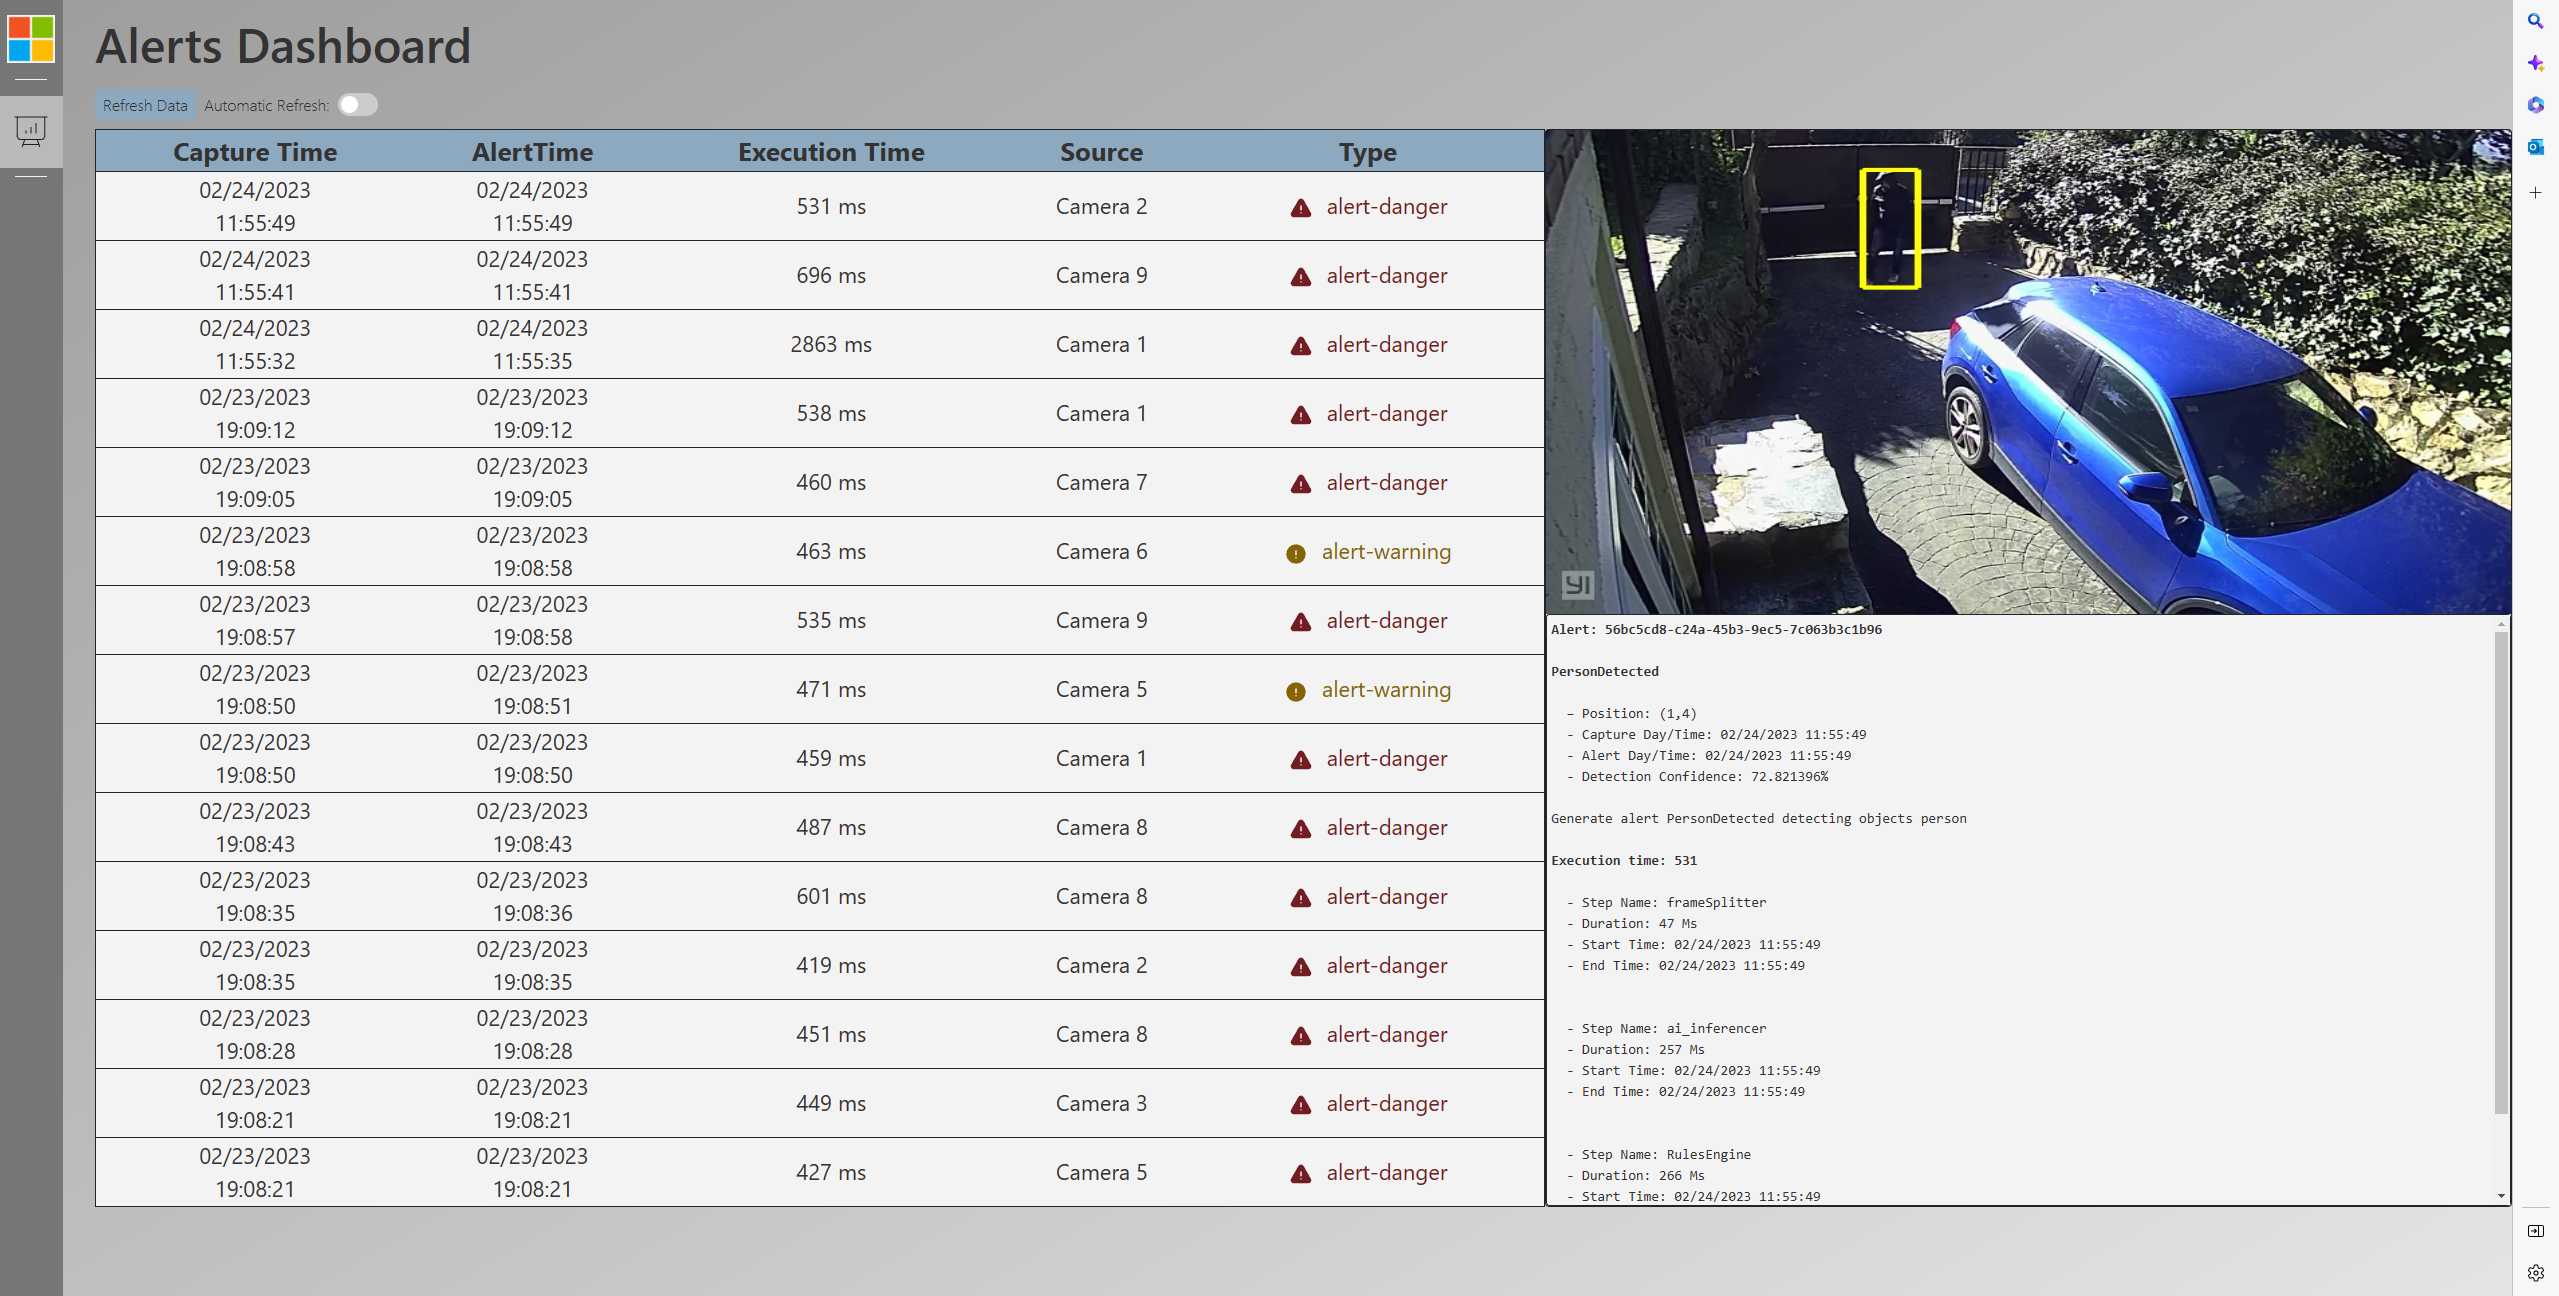 Alerts Dashboard
Refresh Data Automatic Refresh:
Capture Time AlertTime Execution Time Source Type
02/24/2023 02/24/2023
11:55:49 11:55:49
531 ms Camera 2 alert-danger
02/24/2023 02/24/2023
11:55:41 11:55:41
696 ms Camera 9 alert-danger
02/24/2023 02/24/2023
11:55:32 11:55:35
2863 ms Camera 1 alert-danger
02/23/2023 02/23/2023
19:09:12 19:09:12
538 ms Camera 1 alert-danger
02/23/2023 02/23/2023
19:09:05 19:09:05
460 ms Camera 7 alert-danger
02/23/2023 02/23/2023
19:08:58 19:08:58
463 ms Camera 6 alert-warning
02/23/2023 02/23/2023
19:08:57 19:08:58
535 ms Camera 9 alert-danger
02/23/2023 02/23/2023
19:08:50 19:08:51
471 ms Camera 5 alert-warning
02/23/2023 02/23/2023
19:08:50 19:08:50
459 ms Camera 1 alert-danger
02/23/2023 02/23/2023
19:08:43 19:08:43
487 ms Camera 8 alert-danger
02/23/2023 02/23/2023
19:08:35 19:08:36
601 ms Camera 8 alert-danger
02/23/2023 02/23/2023
19:08:35 19:08:35
419 ms Camera 2 alert-danger
02/23/2023 02/23/2023
19:08:28 19:08:28
451 ms Camera 8 alert-danger
02/23/2023 02/23/2023
19:08:21 19:08:21
449 ms Camera 3 alert-danger
02/23/2023 02/23/2023
19:08:21 19:08:21
427 ms Camera 5 alert-danger
YI
Alert: 56bc5cd8-c24a-45b3-9ec5-7c063b3c1b96
PersonDetected
- Position: (1,4)
- Capture Day/Time: 02/24/2023 11:55:49
- Alert Day/Time: 02/24/2023 11:55:49
- Detection Confidence: 72.821396%
Generate alert PersonDetected detecting objects person
Execution time: 531
- Step Name: frameSplitter
- Duration: 47 Ms
- Start Time: 02/24/2023 11:55:49
- End Time: 02/24/2023 11:55:49
- Step Name: ai_inferencer
- Duration: 257 Ms
- Start Time: 02/24/2023 11:55:49
- End Time: 02/24/2023 11:55:49
- Step Name: RulesEngine
- Duration: 266 Ms
- Start Time: 02/24/2023 11:55:49